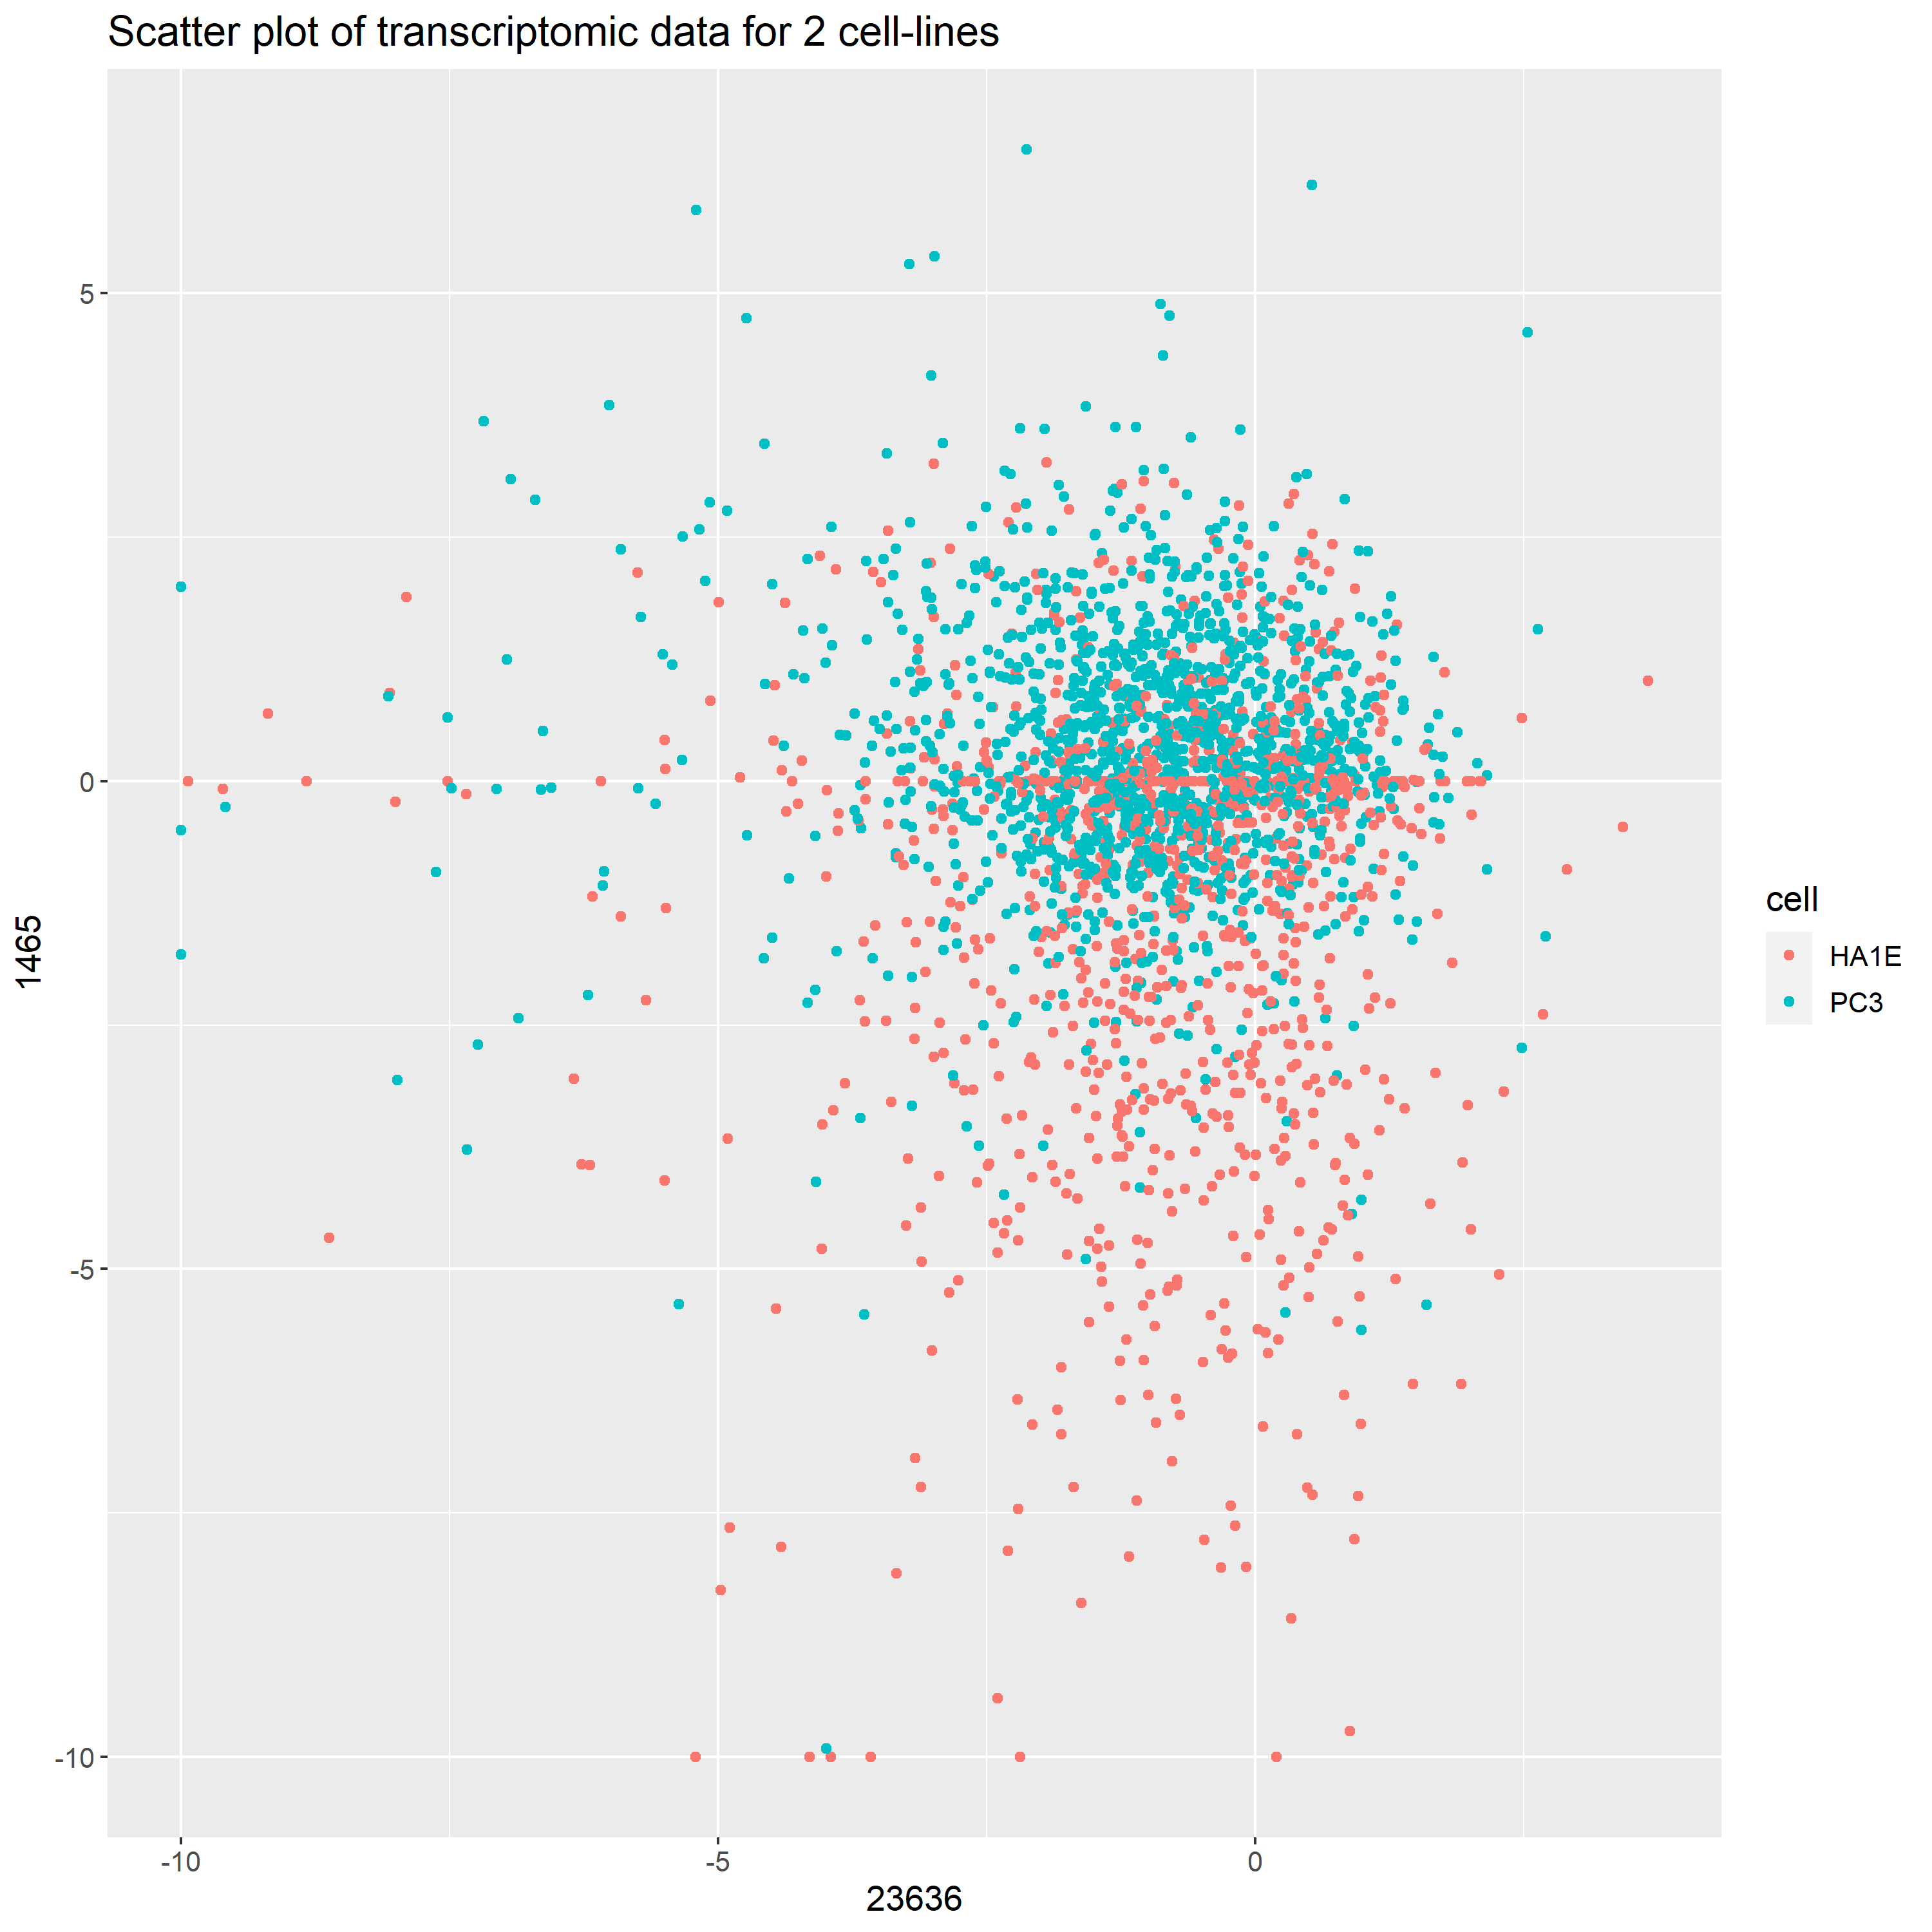 Scatter plot of transcriptomic data for 2 cell-lines
5
0
-5
-10
1465
-10
-5
0
23636
cell
HA1E
PC3